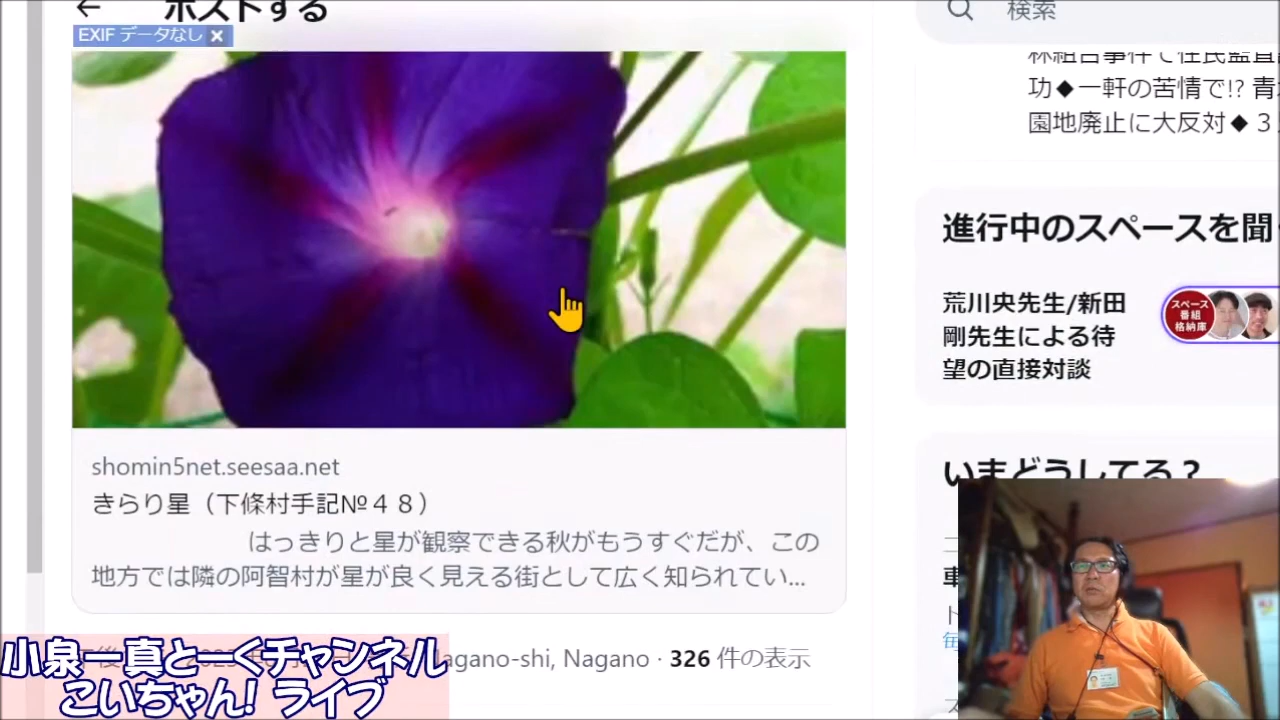 ポストする
EXIF データなし ×
検索
功◆一軒の苦情で!? 青
園地廃止に大反対◆３
進行中のスペースを聞
荒川央先生/新田
剛先生による待
望の直接対談
スペース
番組
格納庫
いまどうしてる？
shomin5net.seesaa.net
きらり星（下條村手記№４８）
はっきりと星が観察できる秋がもうすぐだが、この
地方では隣の阿智村が星が良く見える街として広く知られてい...
agano-shi, Nagano · 326 件の表示
小泉一真とーくチャンネル
こいちゃん! ライブ